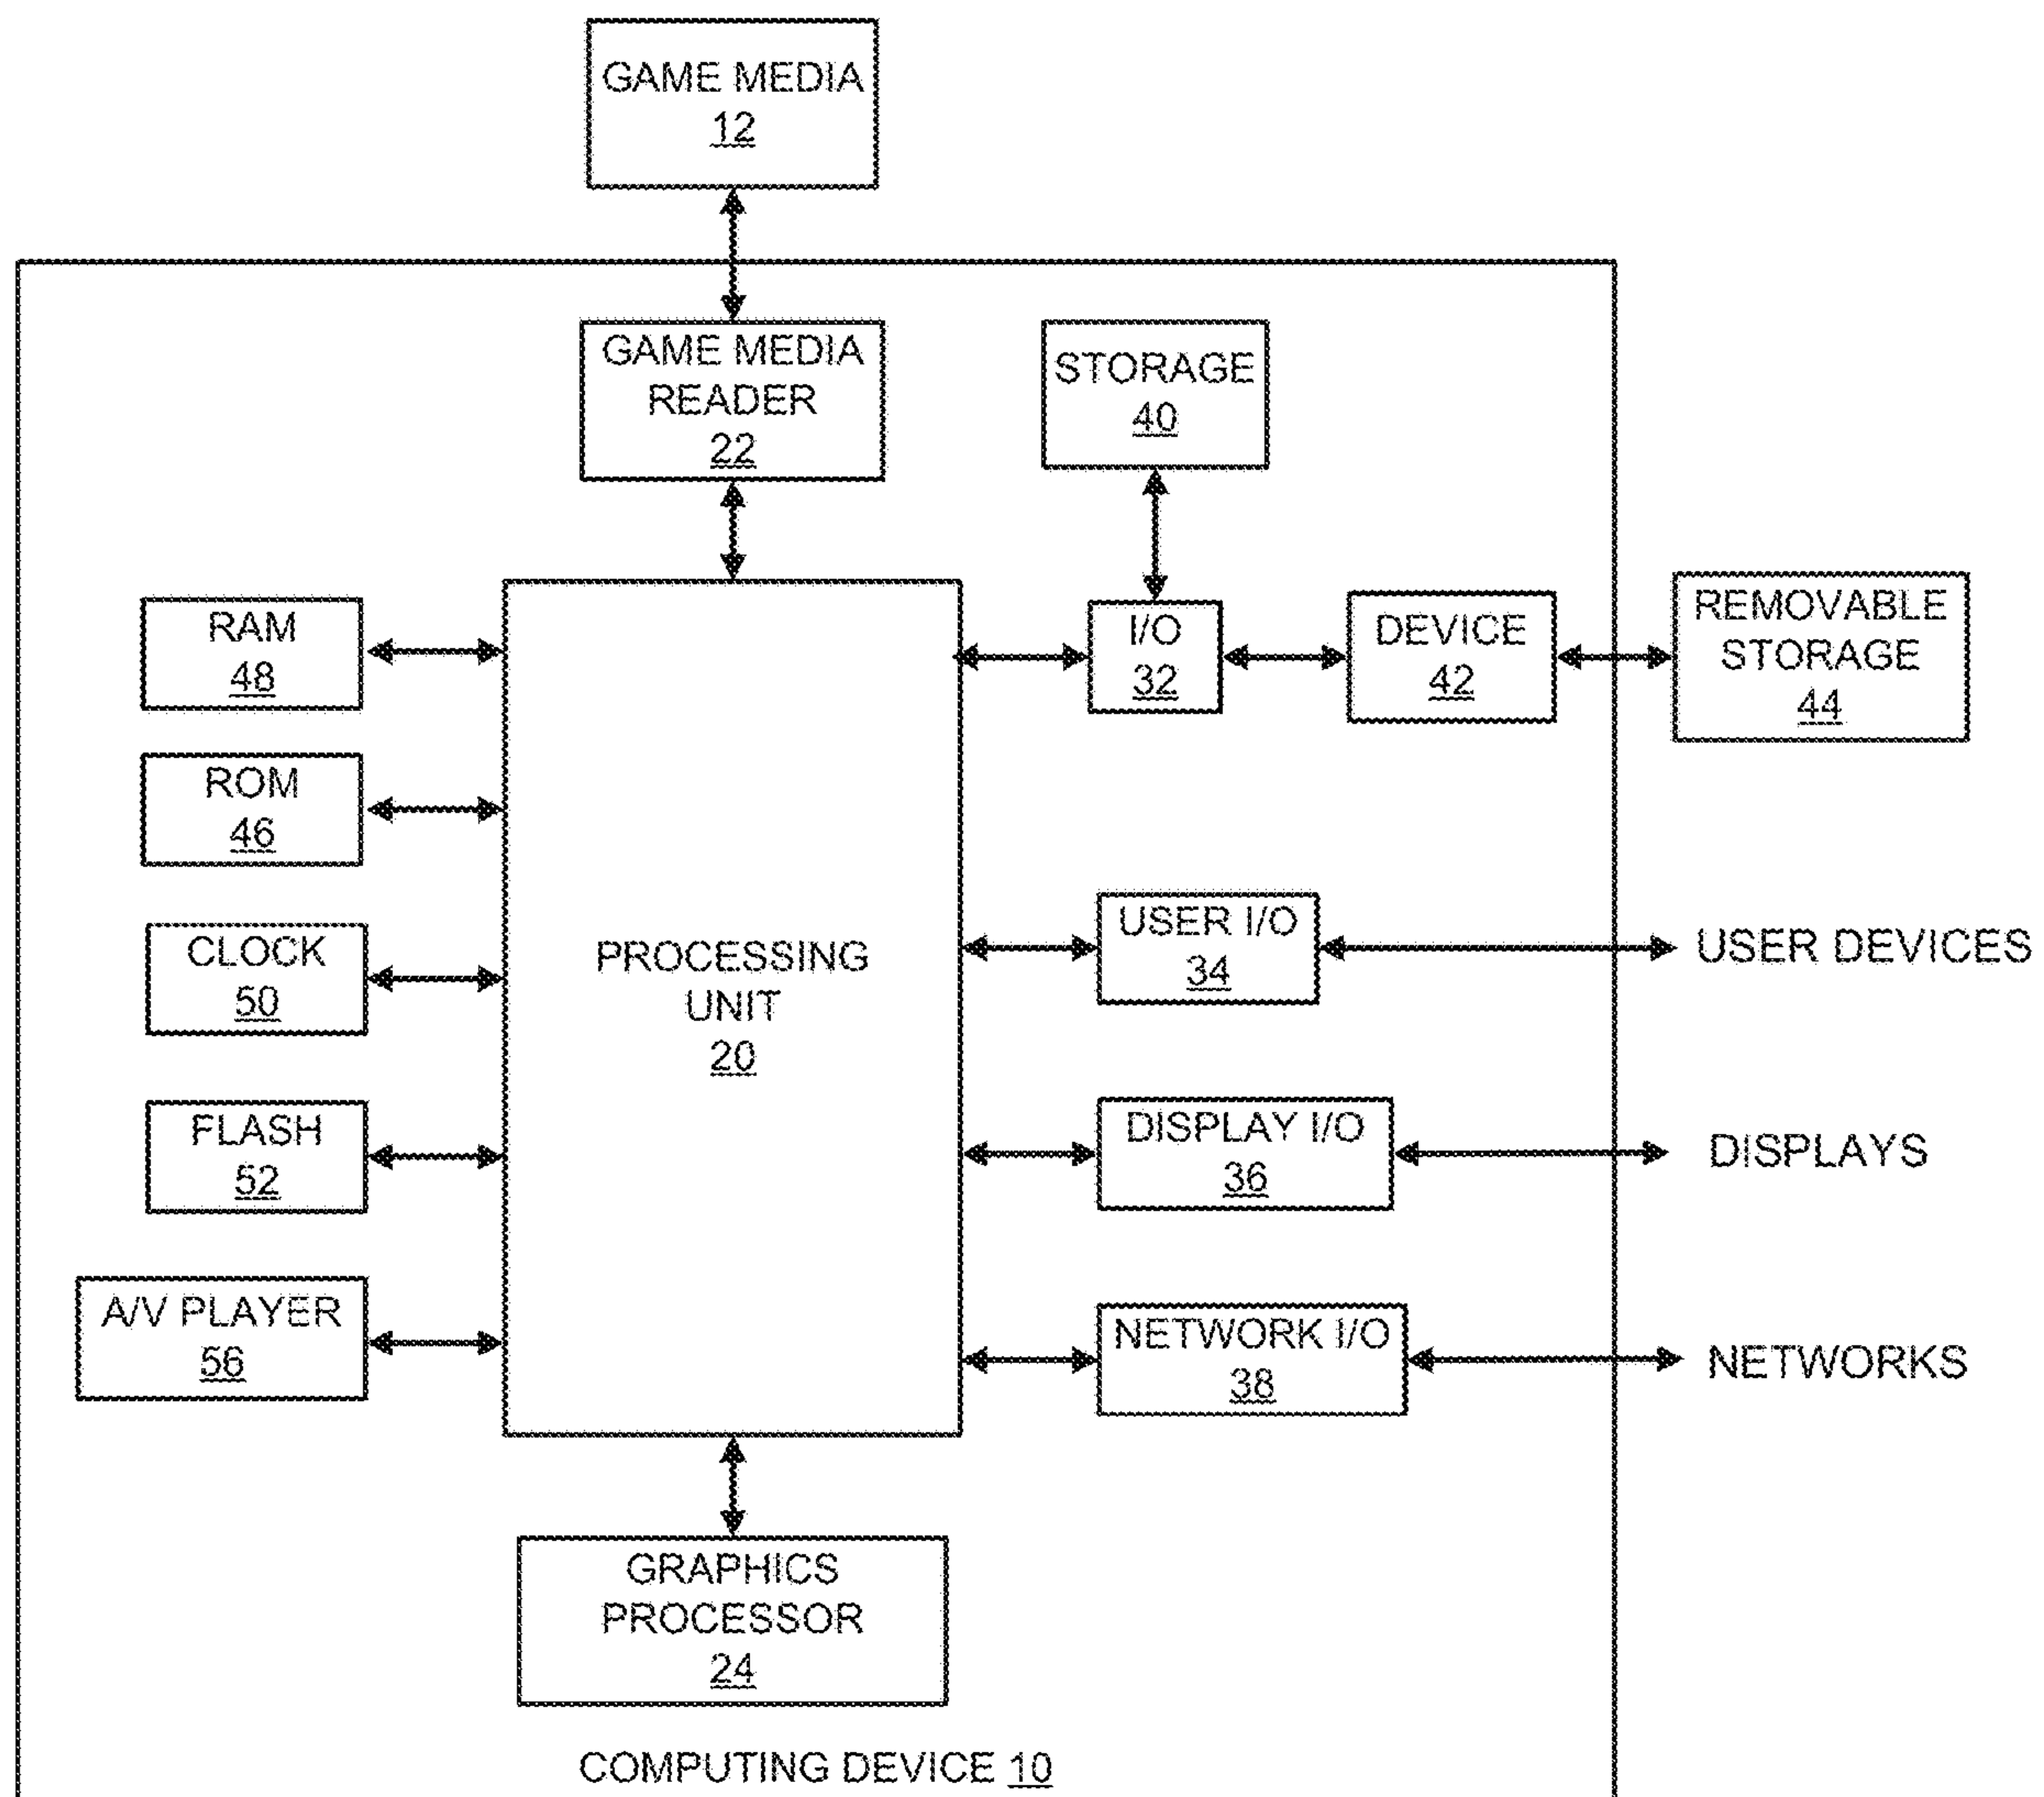 GAME MEDIA
12
GAME MEDIA
READER
22
STORAGE
40
RAM
48
I/O
32
DEVICE
42
REMOVABLE
STORAGE
44
ROM
46
CLOCK
50
PROCESSING
UNIT
20
USER I/O
34
USER DEVICES
FLASH
52
DISPLAY I/O
36
DISPLAYS
A/V PLAYER
56
NETWORK I/O
38
NETWORKS
GRAPHICS
PROCESSOR
24
COMPUTING DEVICE 10